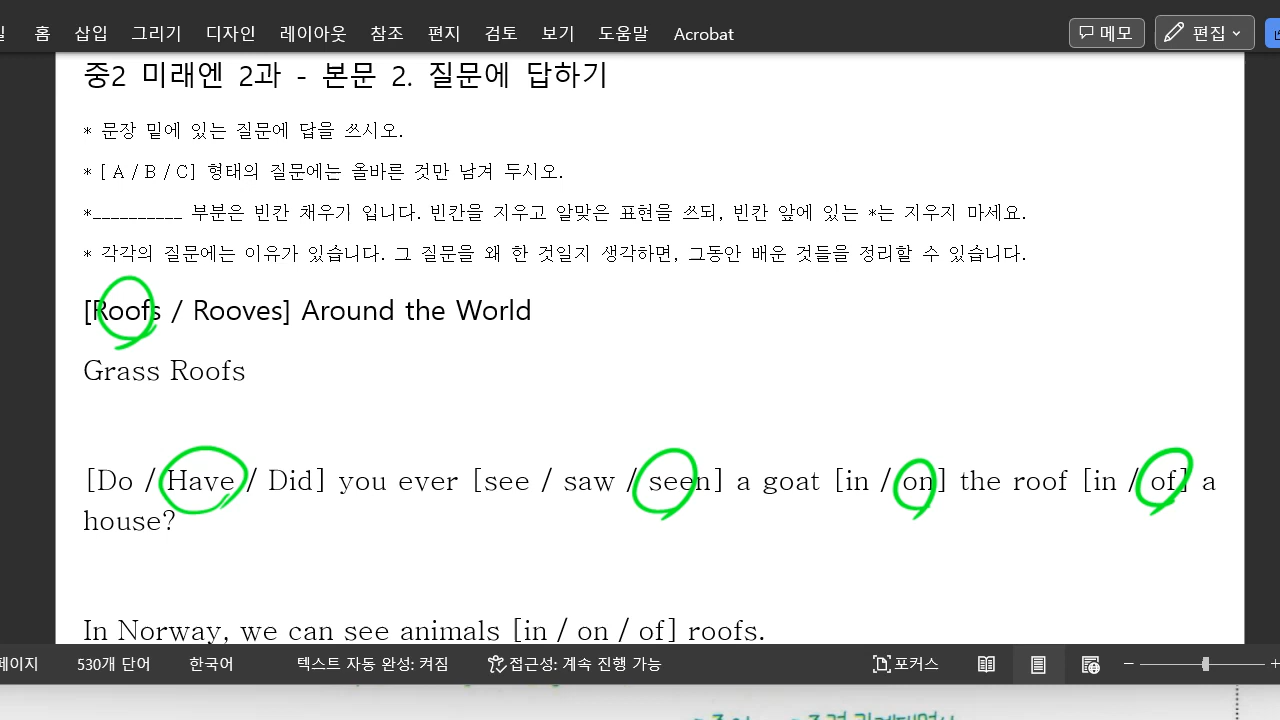 홈 삽입 그리기 디자인 레이아웃 참조 편지 검토 보기 도움말 Acrobat 메모 편집
중2 미래엔 2과 - 본문 2. 질문에 답하기
* 문장 밑에 있는 질문에 답을 쓰시오.
* [ A / B / C] 형태의 질문에는 올바른 것만 남겨 두시오.
*__________ 부분은 빈칸 채우기 입니다. 빈칸을 지우고 알맞은 표현을 쓰되, 빈칸 앞에 있는 *는 지우지 마세요.
* 각각의 질문에는 이유가 있습니다. 그 질문을 왜 한 것일지 생각하면, 그동안 배운 것들을 정리할 수 있습니다.
[Roofs / Rooves] Around the World
Grass Roofs
[Do / Have / Did] you ever [see / saw / seen] a goat [in / on] the roof [in / of] a
house?
In Norway, we can see animals [in / on / of] roofs.
페이지 530개 단어 한국어 텍스트 자동 완성: 켜짐 접근성: 계속 진행 가능 포커스